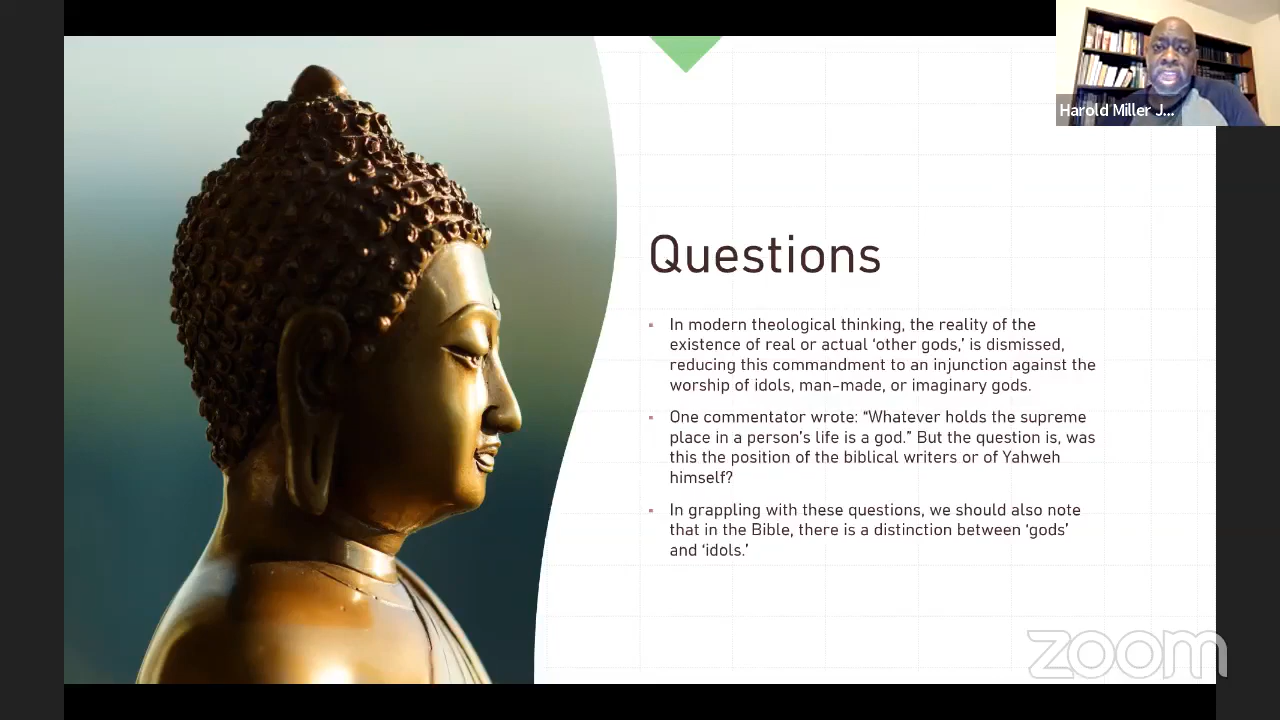 Harold Miller J...
Questions
In modern theological thinking, the reality of the
existence of real or actual ‘other gods,’ is dismissed,
reducing this commandment to an injunction against the
worship of idols, man-made, or imaginary gods.
One commentator wrote: “Whatever holds the supreme
place in a person’s life is a god.” But the question is, was
this the position of the biblical writers or of Yahweh
himself?
In grappling with these questions, we should also note
that in the Bible, there is a distinction between ‘gods’
and ‘idols.’
zoom